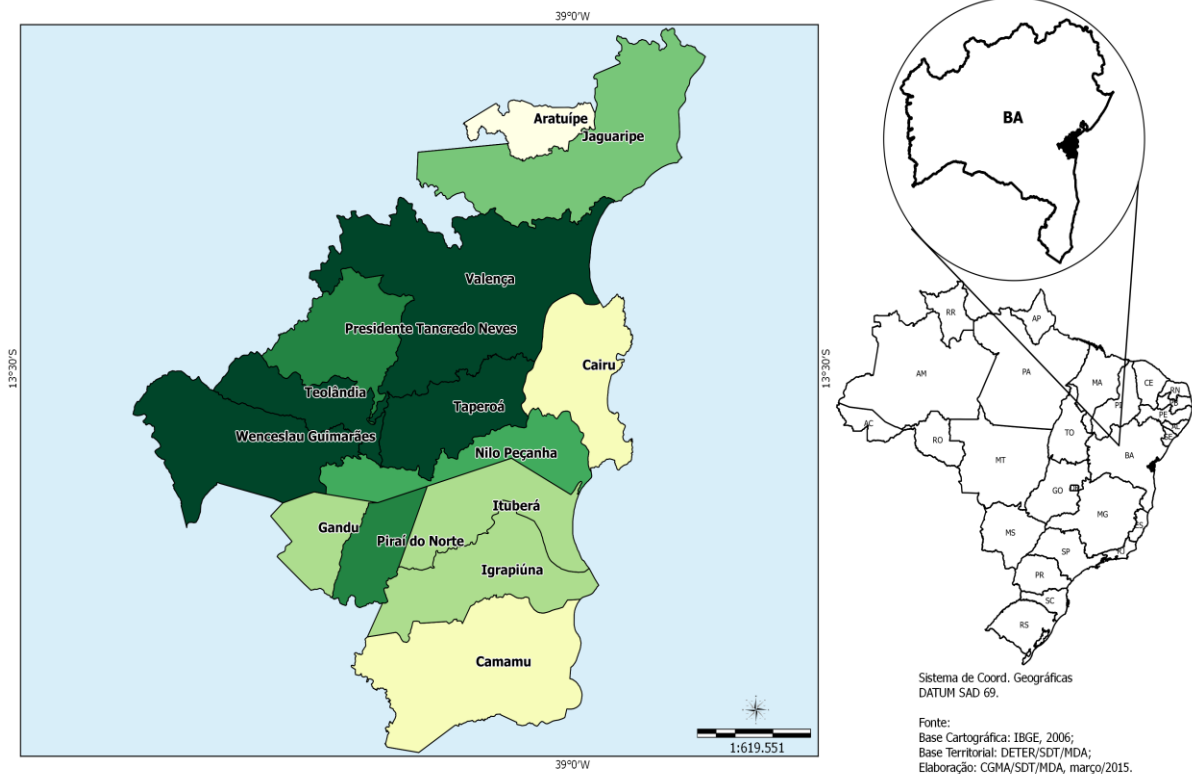 39°0'W
Aratuípe
Jaguaripe
Valença
Presidente Tancredo Neves
13°30'S
13°30'S
Cairu
Teolândia
Taperoá
Wenceslau Guimarães
Nilo Peçanha
Ituberá
Gandu
Piraí do Norte
Igrapiúna
Camamu
1:619.551
39°0'W
BA
RR
AP
AM
PA
MA
CE
RN
PI
PE
AC
TO
SE
RO
BA
MT
GO
MG
ES
MS
SP
RJ
PR
SC
RS
Sistema de Coord. Geográficas
DATUM SAD 69.
Fonte:
Base Cartográfica: IBGE, 2006;
Base Territorial: DETER/SDT/MDA;
Elaboração: CGMA/SDT/MDA, março/2015.